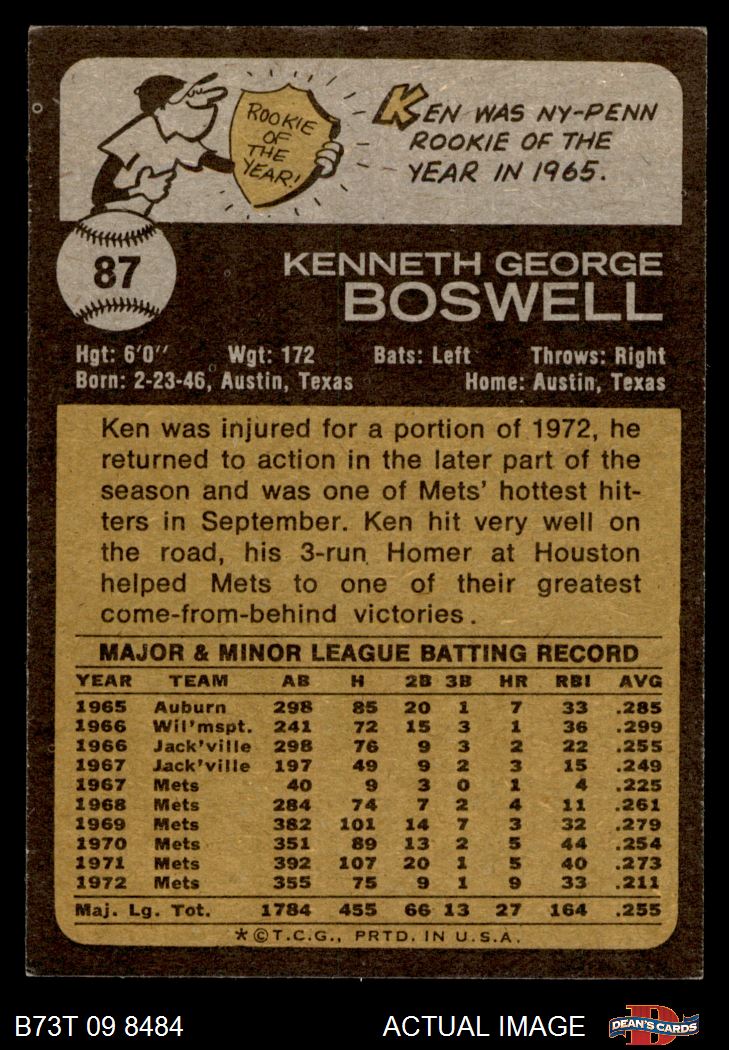 ROOKIE
OF
THE
YEAR!
KEN WAS NY-PENN
ROOKIE OF THE
YEAR IN 1965.
87
KENNETH GEORGE
BOSWELL
Hgt: 6'0" Wgt: 172 Bats: Left Throws: Right
Born: 2-23-46, Austin, Texas Home: Austin, Texas
Ken was injured for a portion of 1972, he
returned to action in the later part of the
season and was one of Mets' hottest hit-
ters in September. Ken hit very well on
the road, his 3-run Homer at Houston
helped Mets to one of their greatest
come-from-behind victories.
MAJOR & MINOR LEAGUE BATTING RECORD
YEAR TEAM AB H 2B 3B HR RBI AVG
1965 Auburn 298 85 20 1 7 33 .285
1966 Wil'mspt. 241 72 15 3 1 36 .299
1966 Jack'ville 298 76 9 3 2 22 .255
1967 Jack'ville 197 49 9 2 3 15 .249
1967 Mets 40 9 3 0 1 4 .225
1968 Mets 284 74 7 2 4 11 .261
1969 Mets 382 101 14 7 3 32 .279
1970 Mets 351 89 13 2 5 44 .254
1971 Mets 392 107 20 1 5 40 .273
1972 Mets 355 75 9 1 9 33 .211
Maj. Lg. Tot. 1784 455 66 13 27 164 .255
*©T.C.G., PRTD. IN U.S.A.
B73T 09 8484 ACTUAL IMAGE DEAN'S CARDS